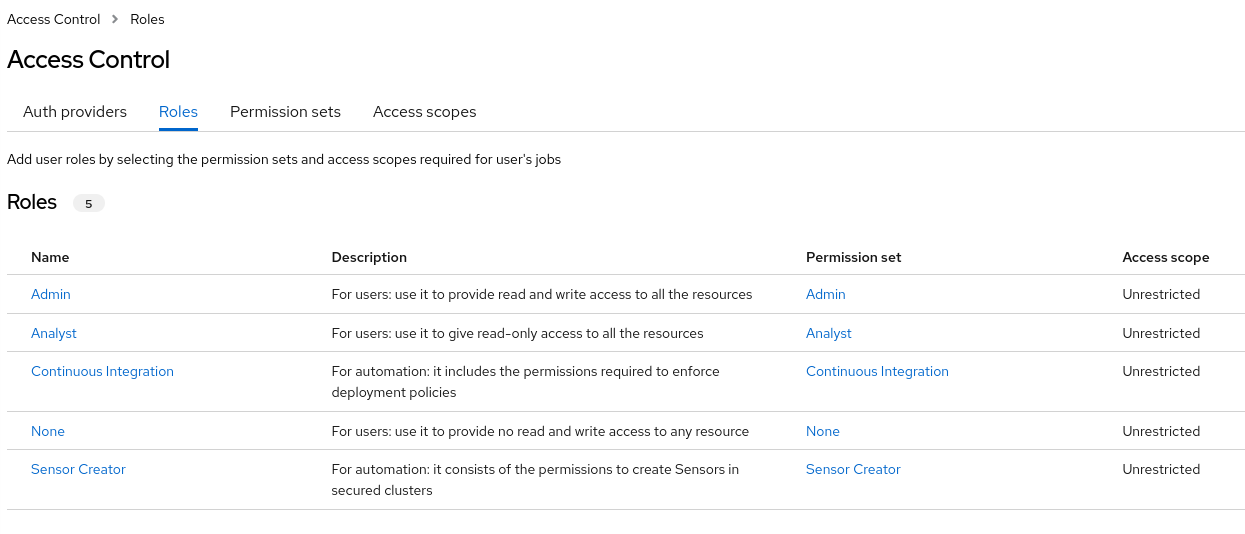 Access Control > Roles
Access Control
Auth providers Roles Permission sets Access scopes
Add user roles by selecting the permission sets and access scopes required for user's jobs
Roles 5
Name Description Permission set Access scope
Admin For users: use it to provide read and write access to all the resources Admin Unrestricted
Analyst For users: use it to give read-only access to all the resources Analyst Unrestricted
Continuous Integration For automation: it includes the permissions required to enforce Continuous Integration Unrestricted
deployment policies
None For users: use it to provide no read and write access to any resource None Unrestricted
Sensor Creator For automation: it consists of the permissions to create Sensors in Sensor Creator Unrestricted
secured clusters